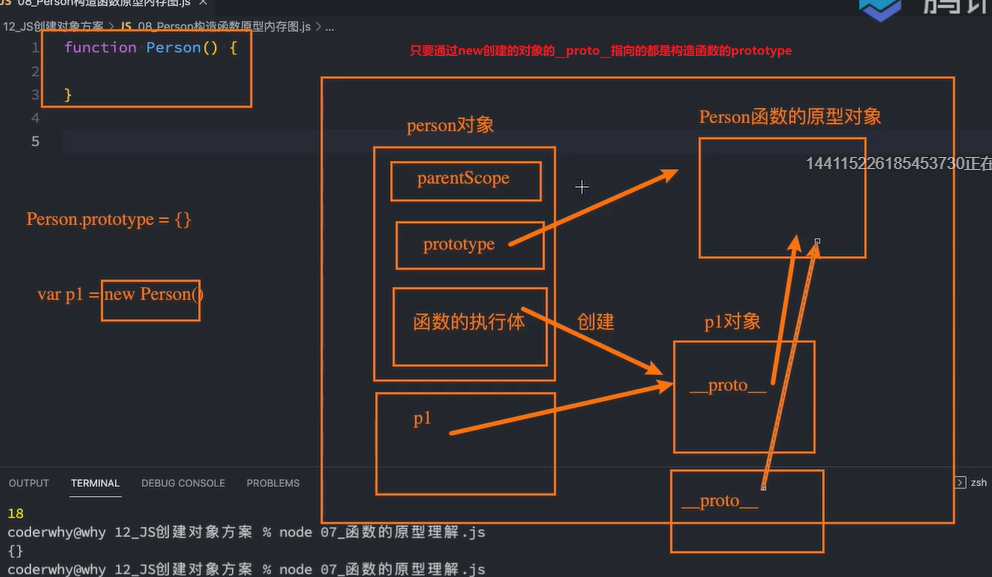 JS 08_Person构造函数原型内存图.js ×
12_JS创建对象方案 > JS 08_Person构造函数原型内存图.js > ...
腾讯
1 function Person() {
2
3 }
4
5
只要通过new创建的对象的__proto__指向的都是构造函数的prototype
person对象
Person函数的原型对象
parentScope
144115226185453730正在
Person.prototype = {}
prototype
var p1 = new Person()
函数的执行体
创建
p1对象
__proto__
p1
__proto__
OUTPUT TERMINAL DEBUG CONSOLE PROBLEMS
zsh
18
coderwhy@why 12_JS创建对象方案 % node 07_函数的原型理解.js
{}
coderwhy@why 12_JS创建对象方案 % node 07_函数的原型理解.js